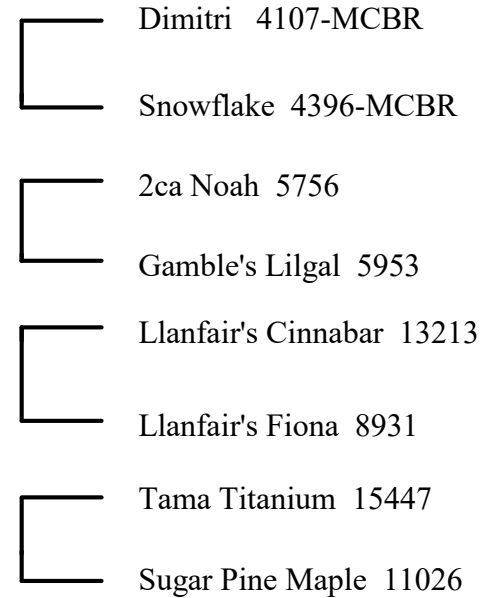 Dimitri 4107-MCBR
Snowflake 4396-MCBR
2ca Noah 5756
Gamble's Lilgal 5953
Llanfair's Cinnabar 13213
Llanfair's Fiona 8931
Tama Titanium 15447
Sugar Pine Maple 11026